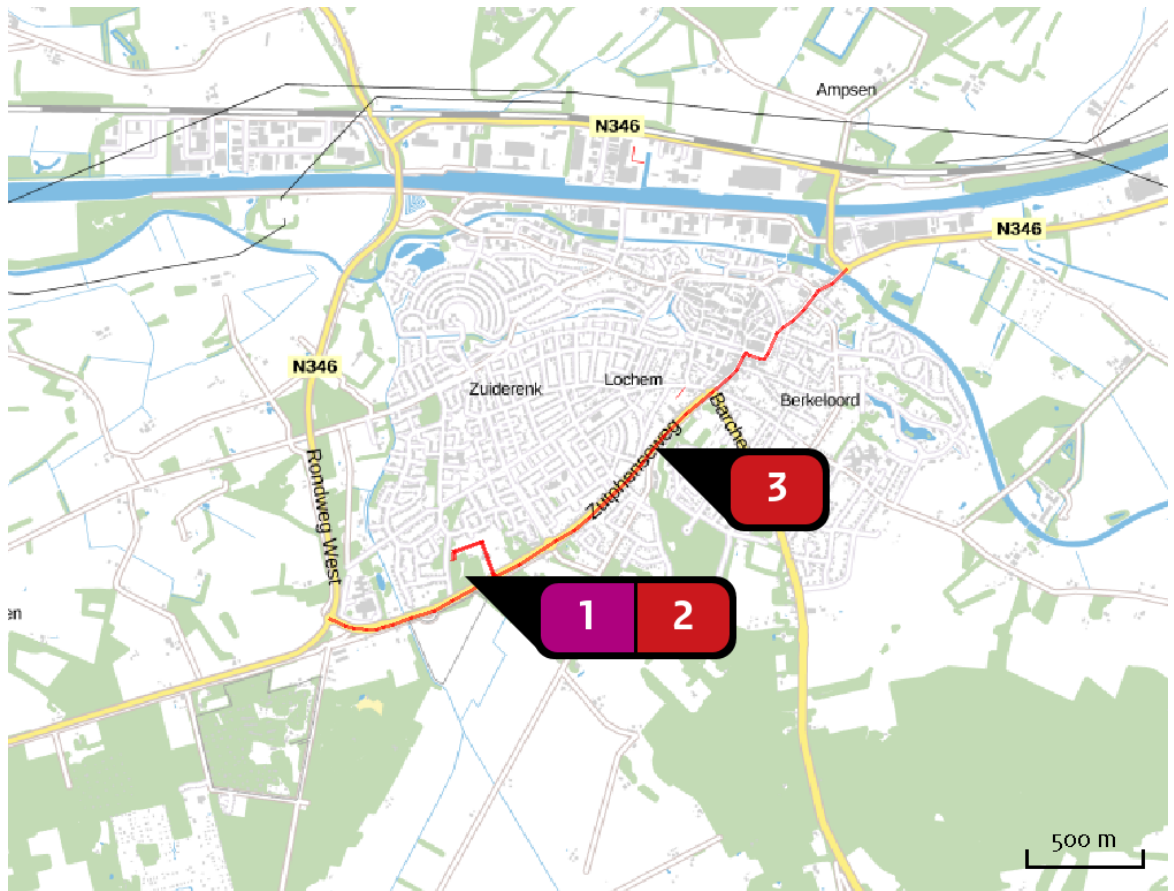 Ampsen
N346
N346
N346
Lochem
Zuiderenk
Berkeloord
Barche
Zutphenseweg
3
Rondweg West
1 2
en
500 m